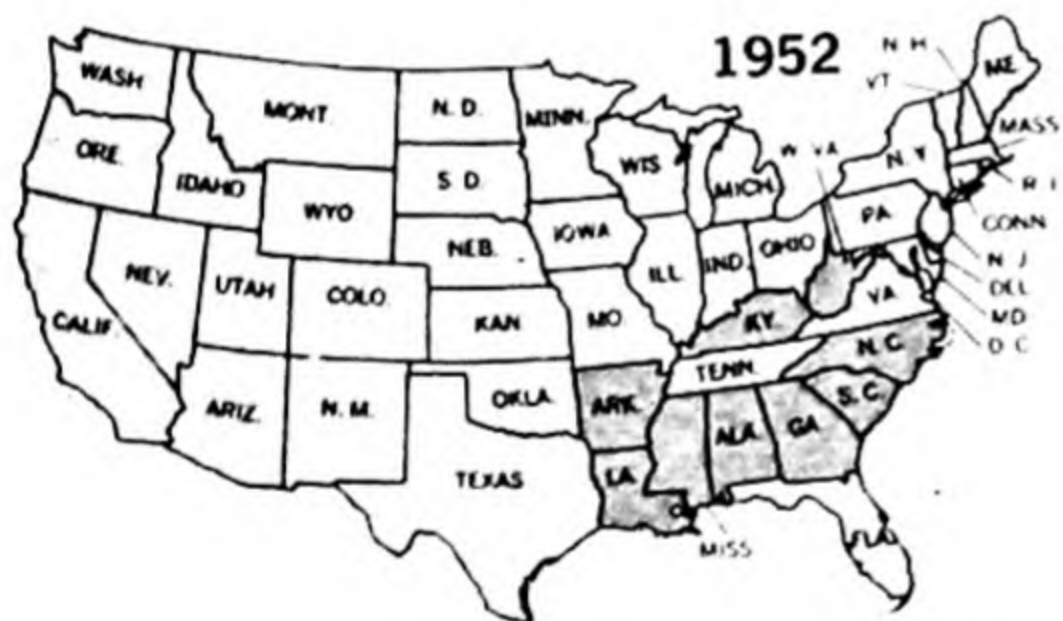 1952
N H
VT
ME.
WASH
MONT.
N. D.
MINN.
MASS
ORE.
IDAHO
S. D.
WIS
MICH.
W VA
N. Y
R I
WYO
CONN
NEB.
IOWA
PA.
N J
NEV.
UTAH
COLO.
ILL
IND.
OHIO
DEL
CALIF.
KAN
MO.
KY.
VA.
MD
D C
TENN.
N. C.
ARIZ.
N. M.
OKLA.
ARK.
S. C.
ALA.
GA.
TEXAS
LA.
MISS
FLA.